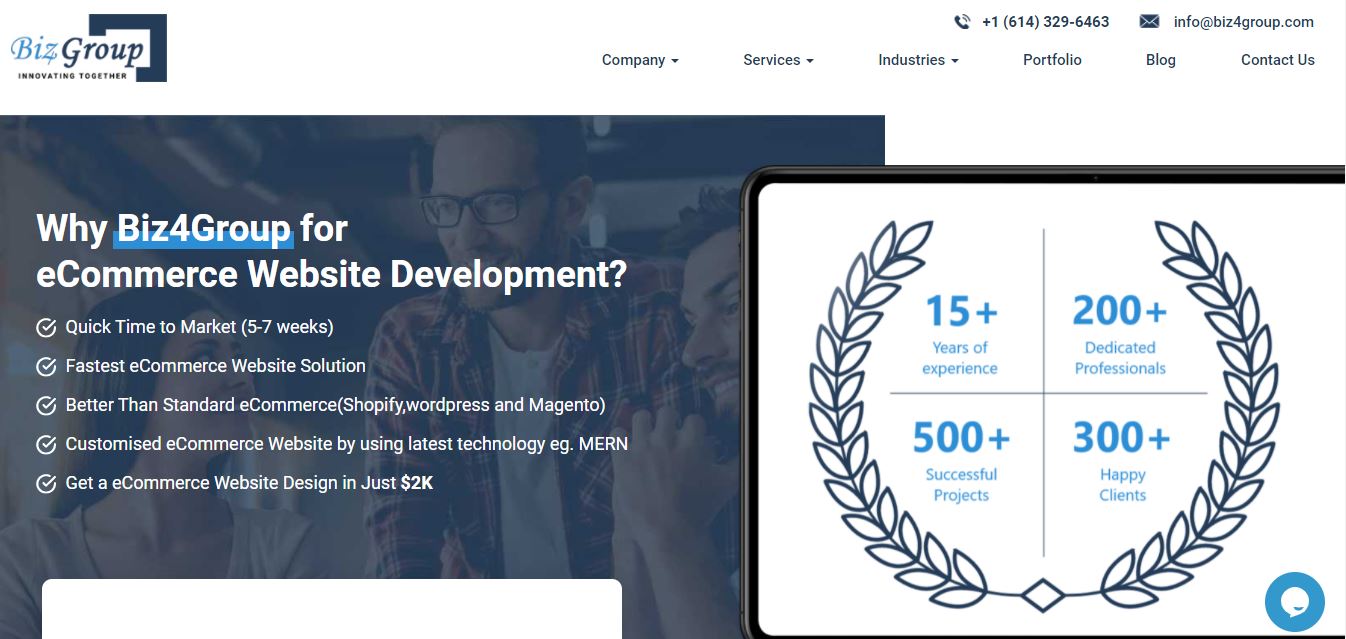 Biz4Group
INNOVATING TOGETHER
+1 (614) 329-6463
info@biz4group.com
Company
Services
Industries
Portfolio
Blog
Contact Us
Why Biz4Group for
eCommerce Website Development?
Quick Time to Market (5-7 weeks)
Fastest eCommerce Website Solution
Better Than Standard eCommerce(Shopify,wordpress and Magento)
Customised eCommerce Website by using latest technology eg. MERN
Get a eCommerce Website Design in Just $2K
15+
Years of
experience
200+
Dedicated
Professionals
500+
Successful
Projects
300+
Happy
Clients